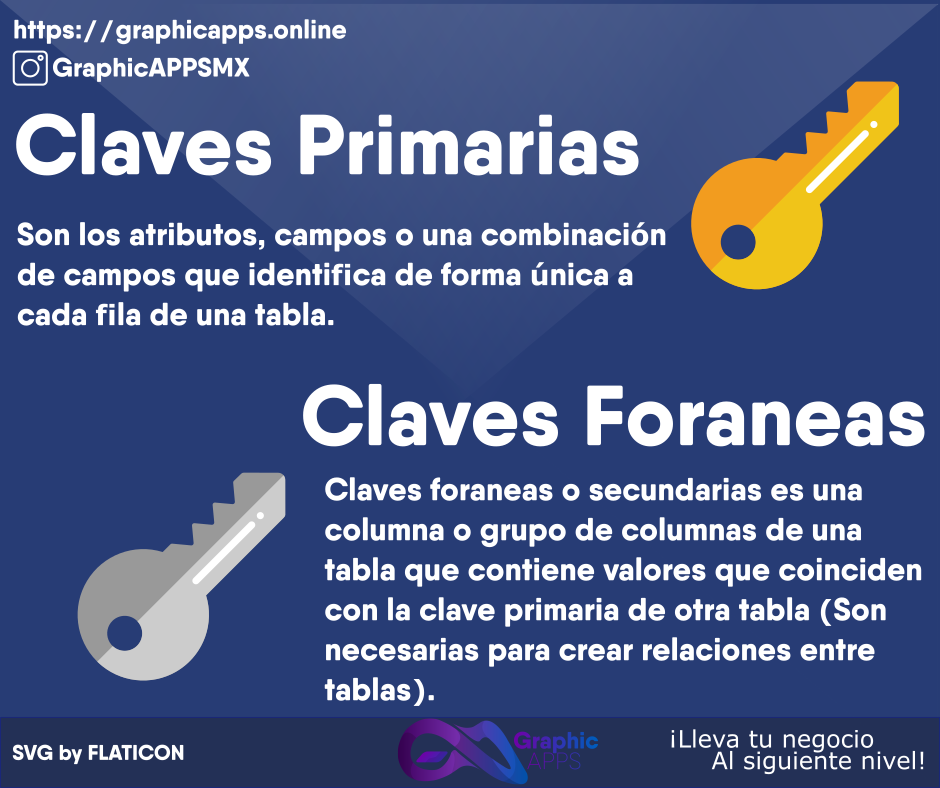 https://graphicapps.online
GraphicAPPSMX
Claves Primarias
Son los atributos, campos o una combinación
de campos que identifica de forma única a
cada fila de una tabla.
Claves Foraneas
Claves foraneas o secundarias es una
columna o grupo de columnas de una
tabla que contiene valores que coinciden
con la clave primaria de otra tabla (Son
necesarias para crear relaciones entre
tablas).
SVG by FLATICON
Graphic
APPS
¡Lleva tu negocio
Al siguiente nivel!